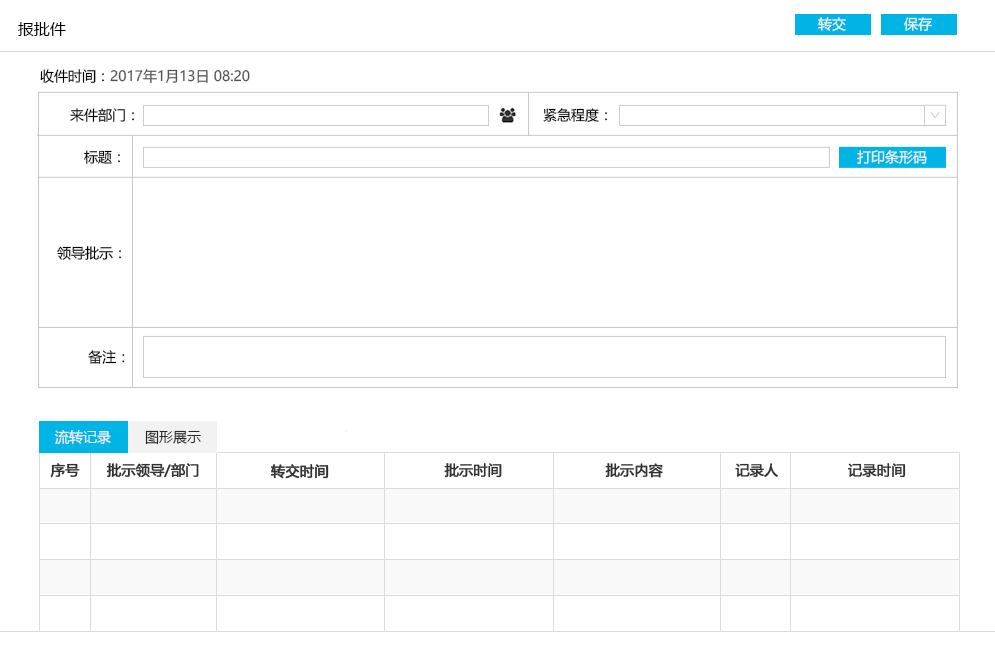 报批件 转交 保存
收件时间：2017年1月13日 08:20
来件部门： 紧急程度：
标题： 打印条形码
领导批示：
备注：
流转记录 图形展示
序号 批示领导/部门 转交时间 批示时间 批示内容 记录人 记录时间